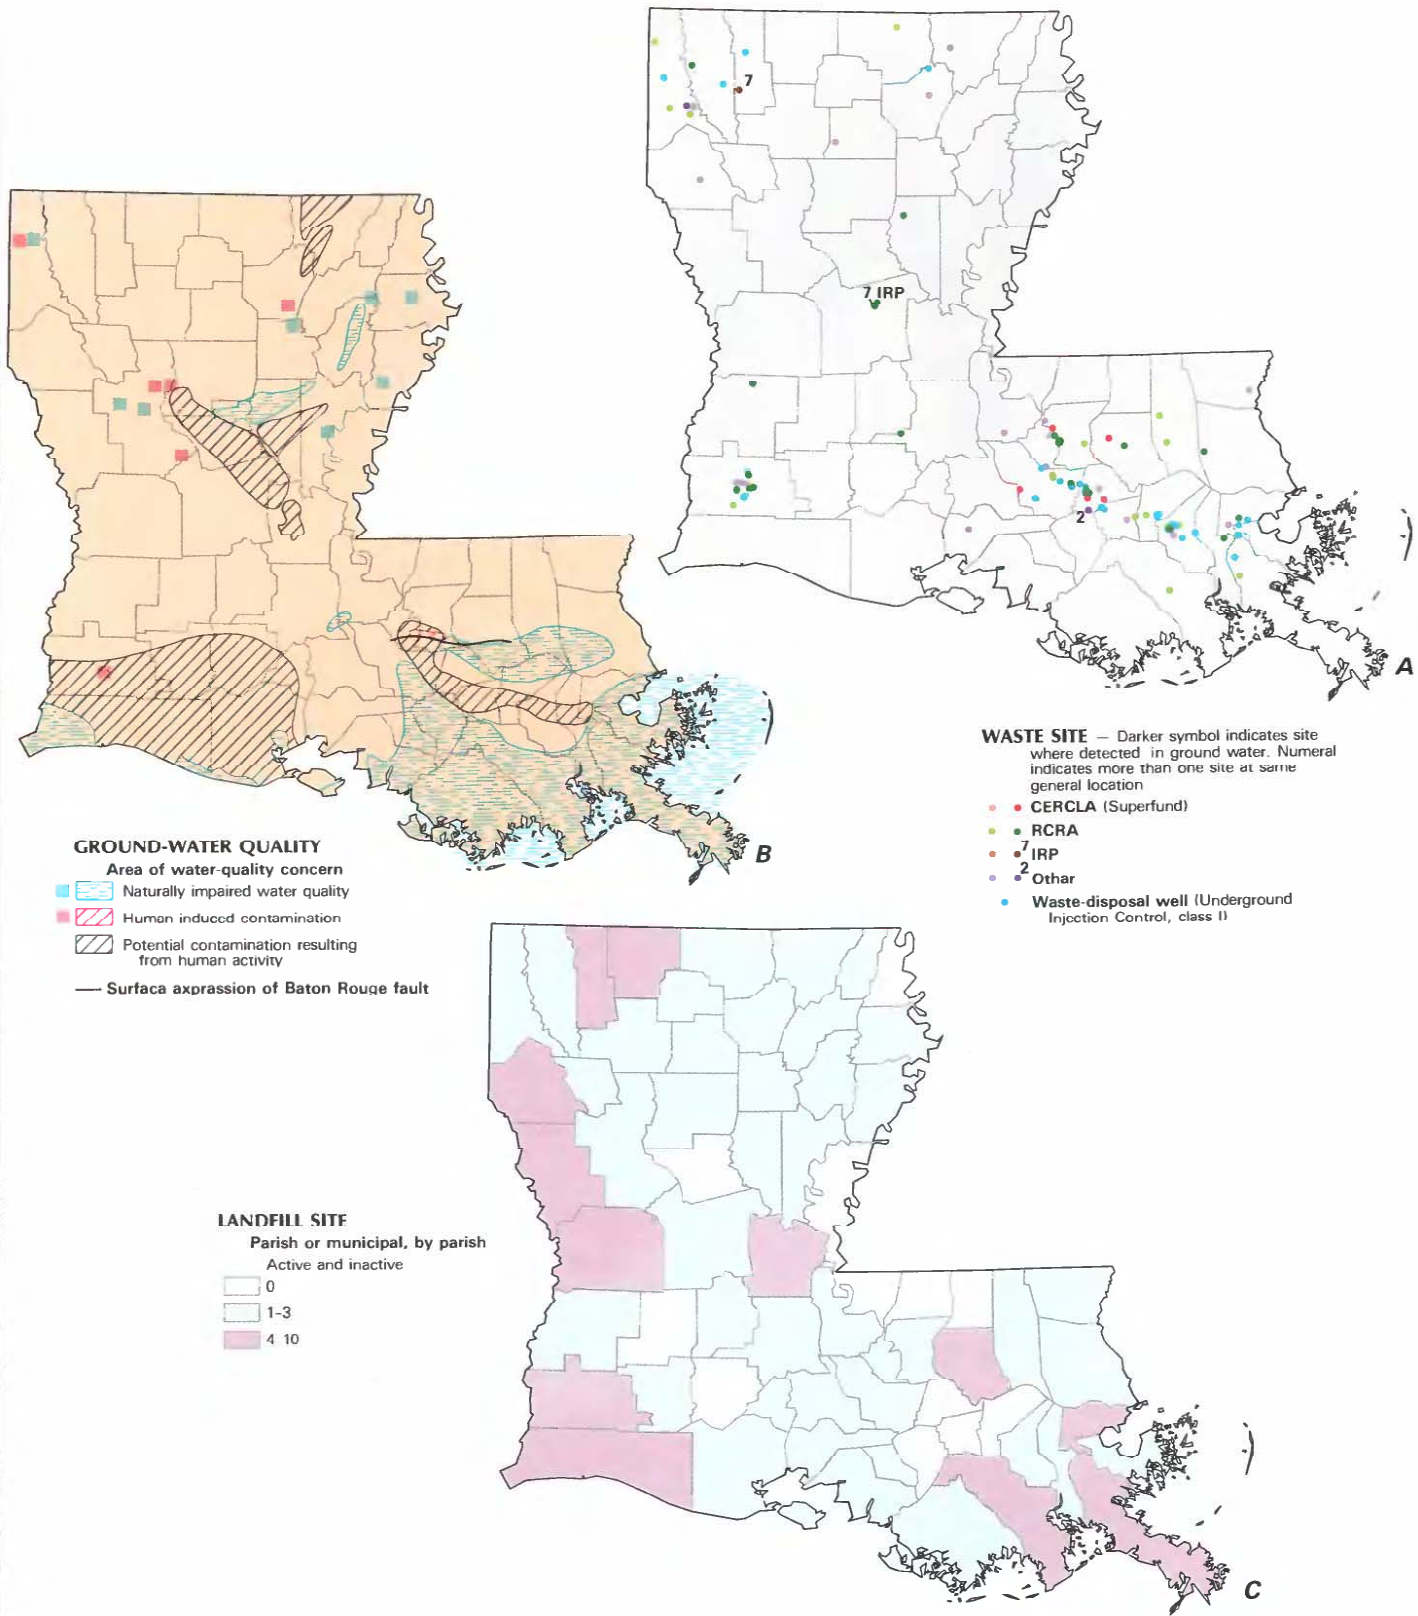 7
7 IRP
2
A
WASTE SITE — Darker symbol indicates site
where detected in ground water. Numeral
indicates more than one site at same
general location
CERCLA (Superfund)
RCRA
7 IRP
2 Othar
Waste-disposal well (Underground
Injection Control, class I)
B
GROUND-WATER QUALITY
Area of water-quality concern
Naturally impaired water quality
Human induced contamination
Potential contamination resulting
from human activity
Surfaca axprassion of Baton Rouge fault
LANDFILL SITE
Parish or municipal, by parish
Active and inactive
0
1-3
4 10
C